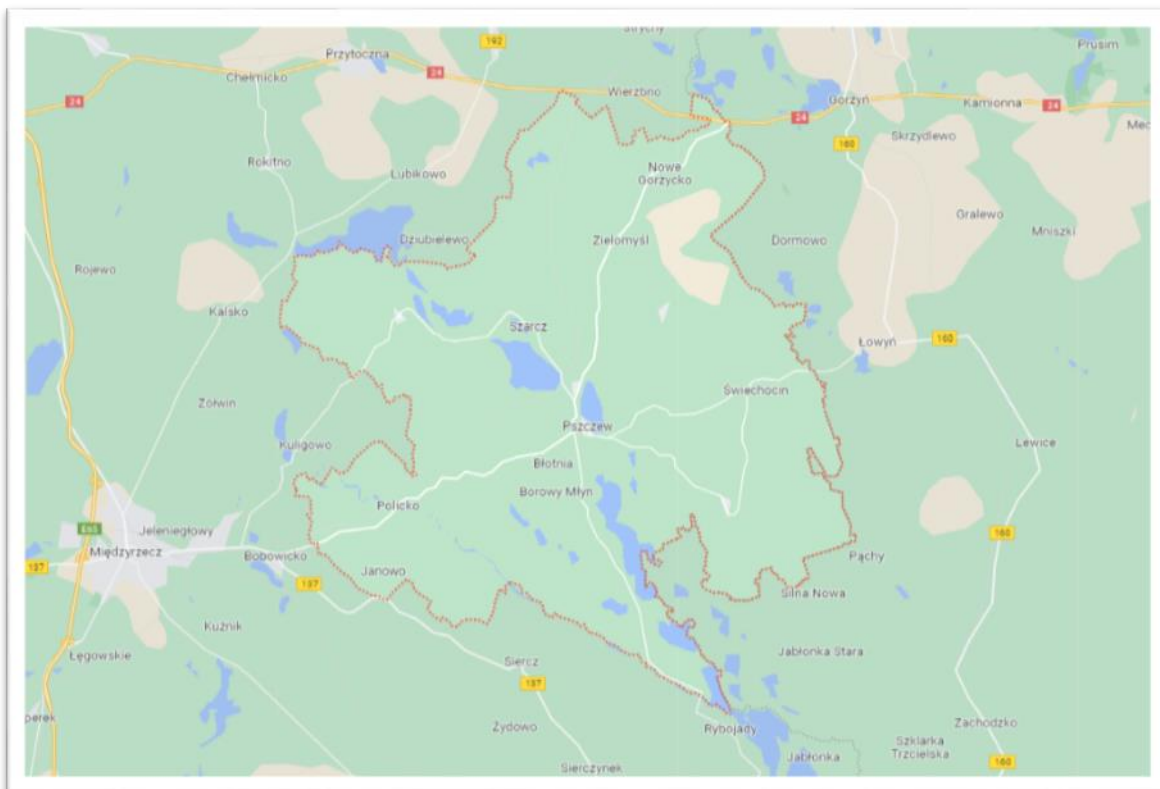 Strychy
192
Prusim
Przytoczna
Chełmicko
24
Wierzbno
24
Gorzyń
Kamionna
24
24
160
Skrzydlewo
Rokitno
Lubikowo
Nowe
Gorzycko
Gralewo
Mniszki
Dziubielewo
Zielomyśl
Dormowo
Rojewo
Kalsko
Szarcz
Łowyń
160
Żółwin
Świechocin
Kuligowo
Pszczew
Lewice
Błotnia
Borowy Młyn
Policko
E65
Jeleniegłowy
160
Międzyrzecz
137
Bobowicko
Janowo
137
Pąchy
Silna Nowa
Kuźnik
Łęgowskie
Siercz
137
Jabłonka Stara
perek
Żydowo
Rybojady
Zachodzko
Szklarka
Trzcielska
Jabłonka
160
Sierczynek